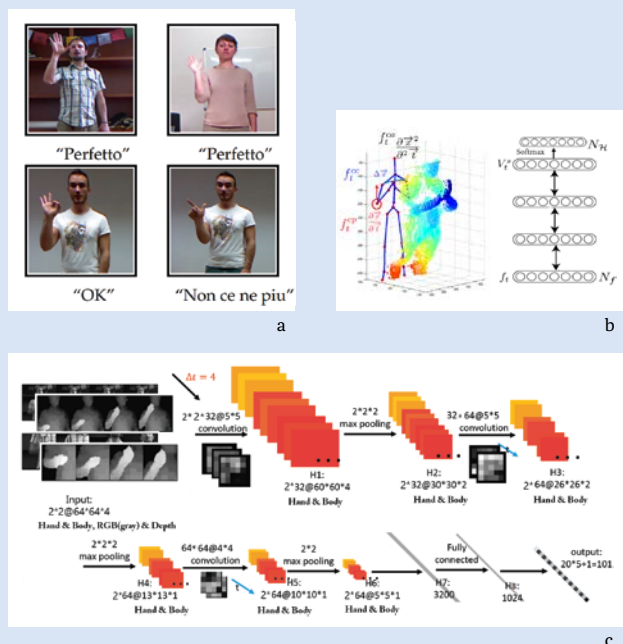 “Perfetto”
“Perfetto”
“OK”
“Non ce ne piu”
a
Softmax
N_H
f_t
N_f
b
Δt = 4
2*2*32@5*5
convolution
2*2*2
max pooling
32*64@5*5
convolution
Input:
2*2@64*64*4
Hand & Body, RGB(gray) & Depth
H1:
2*32@60*60*4
Hand & Body
H2:
2*32@30*30*2
Hand & Body
H3:
2*64@26*26*2
Hand & Body
2*2*2
max pooling
H4:
2*64@13*13*1
Hand & Body
64*64@4*4
convolution
t
H5:
2*64@10*10*1
Hand & Body
2*2
max pooling
H6:
2*64@5*5*1
Hand & Body
H7:
3200
Fully
connected
H8:
1024
output:
20*5+1=101
c